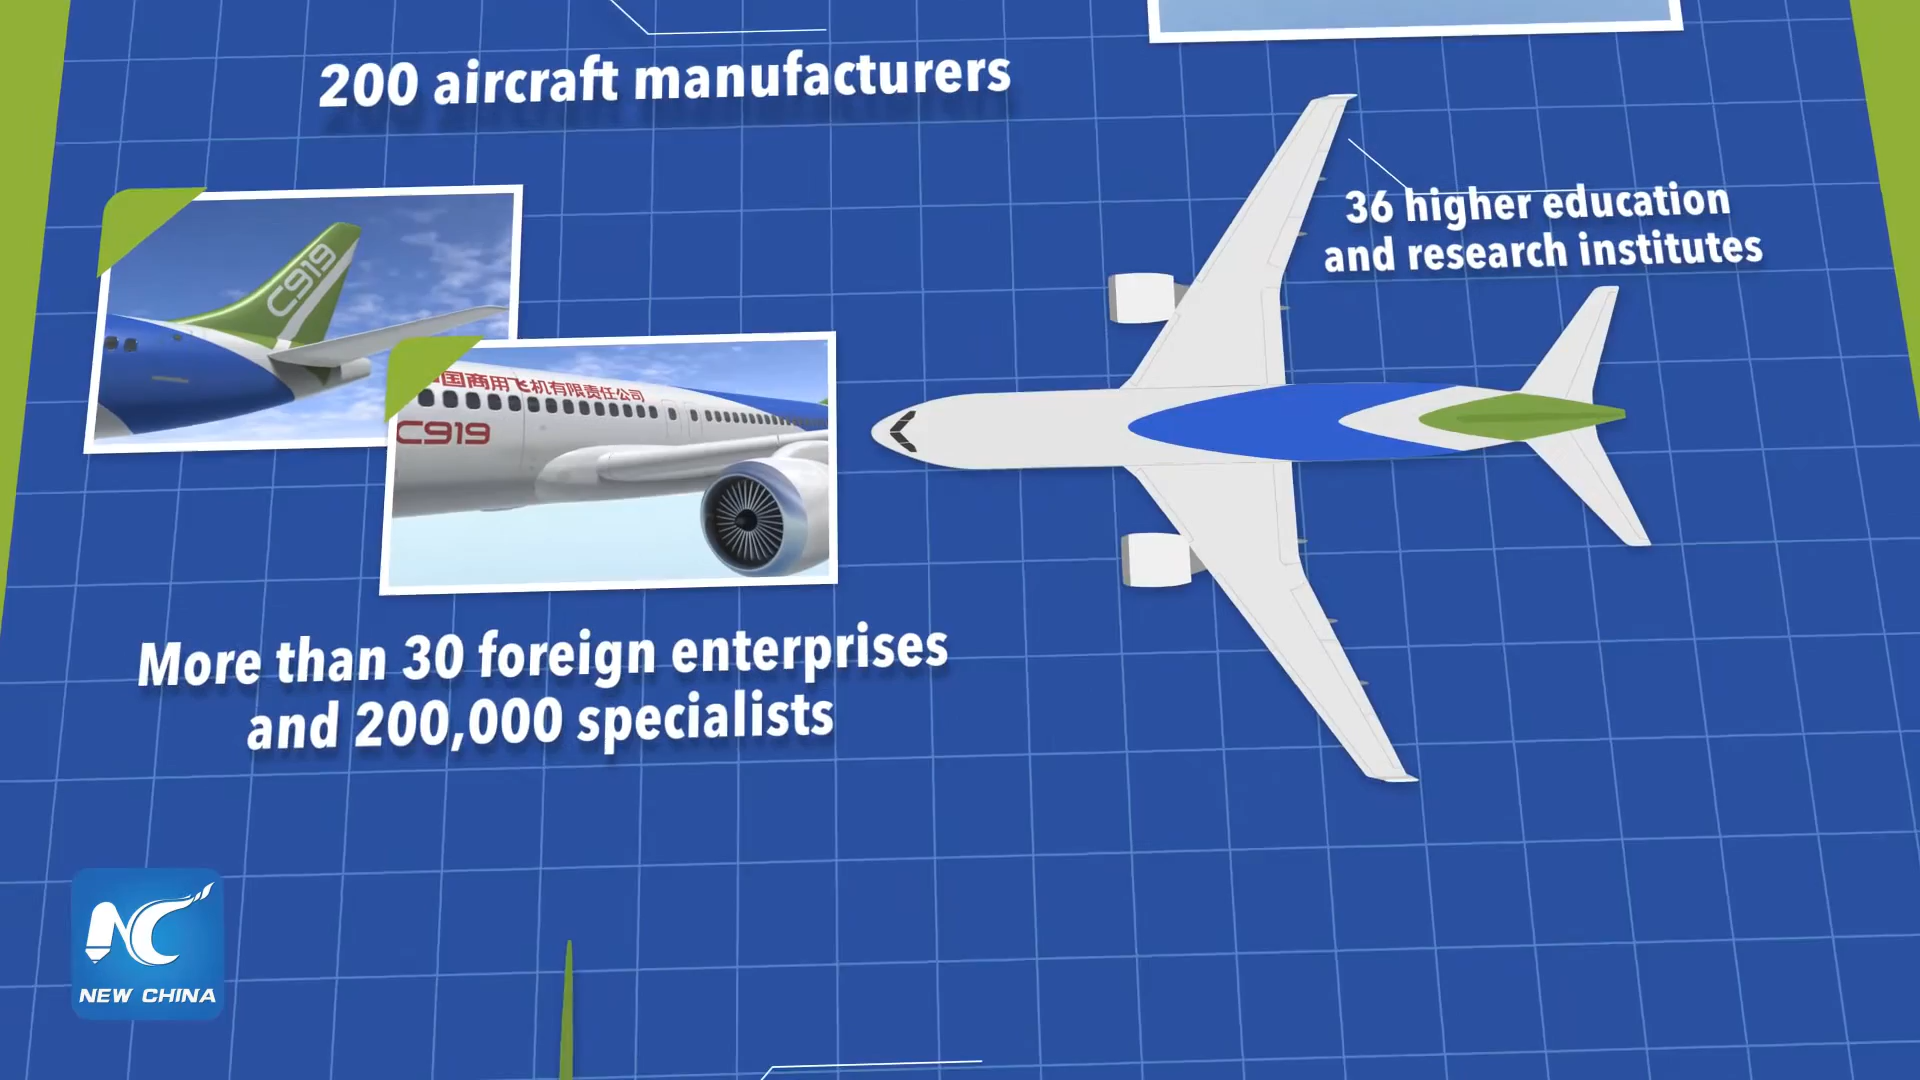 200 aircraft manufacturers
36 higher education
and research institutes
C919
国商用飞机有限责任公司
C919
More than 30 foreign enterprises
and 200,000 specialists
NC
NEW CHINA